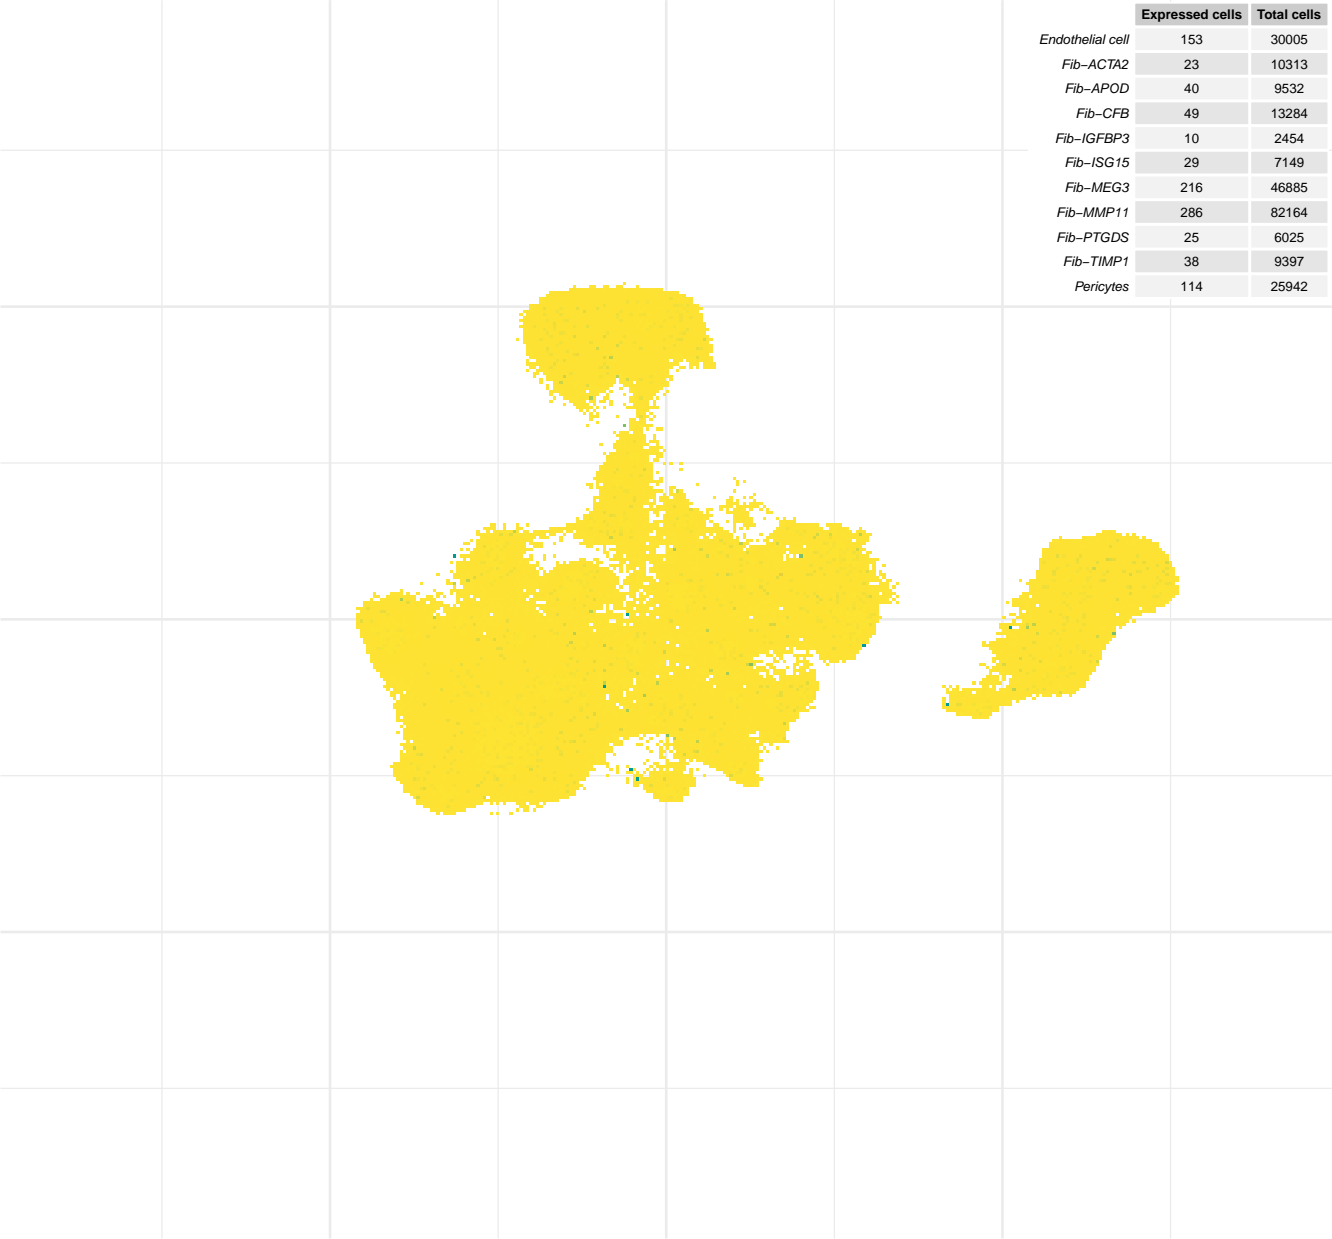 Expressed cells Total cells
Endothelial cell 153 30005
Fib−ACTA2 23 10313
Fib−APOD 40 9532
Fib−CFB 49 13284
Fib−IGFBP3 10 2454
Fib−ISG15 29 7149
Fib−MEG3 216 46885
Fib−MMP11 286 82164
Fib−PTGDS 25 6025
Fib−TIMP1 38 9397
Pericytes 114 25942